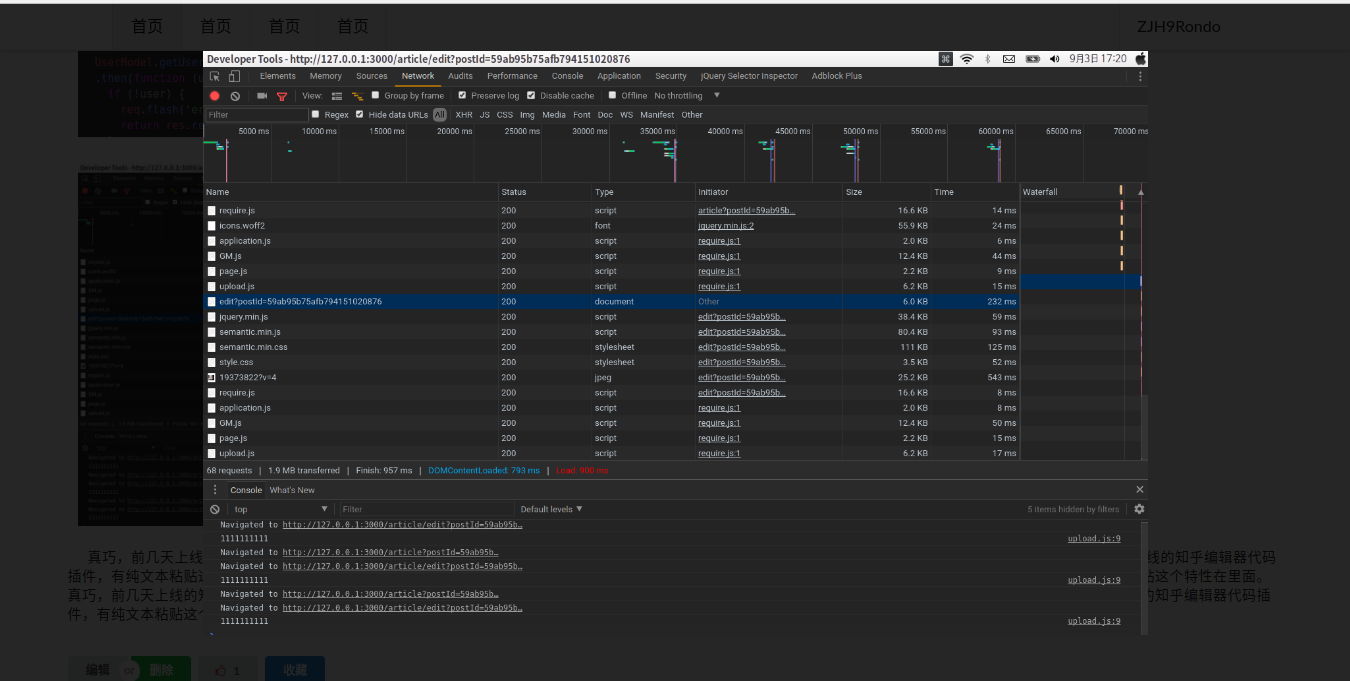 首页 首页 首页 首页 ZJH9Rondo
UserModel.getUse
.then(function (u
if (!user) {
req.flash('er
return res.re
Developer Tools - http://127.0.0.1:3000/article/edit?postId=59ab95b75afb794151020876 9月3日 17:20
Elements Memory Sources Network Audits Performance Console Application Security jQuery Selector Inspector Adblock Plus
View: Group by frame Preserve log Disable cache Offline No throttling
Filter Regex Hide data URLs All XHR JS CSS Img Media Font Doc WS Manifest Other
5000 ms 10000 ms 15000 ms 20000 ms 25000 ms 30000 ms 35000 ms 40000 ms 45000 ms 50000 ms 55000 ms 60000 ms 65000 ms 70000 ms
Name Status Type Initiator Size Time Waterfall
require.js 200 script article?postId=59ab95b... 16.6 KB 14 ms
icons.woff2 200 font jquery.min.js:2 55.9 KB 24 ms
application.js 200 script require.js:1 2.0 KB 6 ms
GM.js 200 script require.js:1 12.4 KB 44 ms
page.js 200 script require.js:1 2.2 KB 9 ms
upload.js 200 script require.js:1 6.2 KB 15 ms
edit?postId=59ab95b75afb794151020876 200 document Other 6.0 KB 232 ms
jquery.min.js 200 script edit?postId=59ab95b... 38.4 KB 59 ms
semantic.min.js 200 script edit?postId=59ab95b... 80.4 KB 93 ms
semantic.min.css 200 stylesheet edit?postId=59ab95b... 111 KB 125 ms
style.css 200 stylesheet edit?postId=59ab95b... 3.5 KB 52 ms
19373822?v=4 200 jpeg edit?postId=59ab95b... 25.2 KB 543 ms
require.js 200 script edit?postId=59ab95b... 16.6 KB 8 ms
application.js 200 script require.js:1 2.0 KB 8 ms
GM.js 200 script require.js:1 12.4 KB 50 ms
page.js 200 script require.js:1 2.2 KB 15 ms
upload.js 200 script require.js:1 6.2 KB 17 ms
68 requests | 1.9 MB transferred | Finish: 957 ms | DOMContentLoaded: 793 ms | Load: 900 ms
Console What's New
top Filter Default levels 5 items hidden by filters
Navigated to http://127.0.0.1:3000/article/edit?postId=59ab95b…
1111111111 upload.js:9
Navigated to http://127.0.0.1:3000/article?postId=59ab95b…
Navigated to http://127.0.0.1:3000/article/edit?postId=59ab95b…
1111111111 upload.js:9
Navigated to http://127.0.0.1:3000/article?postId=59ab95b…
Navigated to http://127.0.0.1:3000/article/edit?postId=59ab95b…
1111111111 upload.js:9
真巧，前几天上线 线的知乎编辑器代码
插件，有纯文本粘贴 贴这个特性在里面。
真巧，前几天上线的 的知乎编辑器代码插
件，有纯文本粘贴这个
编辑 or 删除 1 收藏